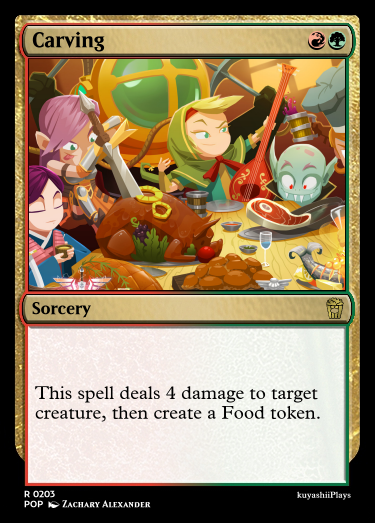 Carving
Sorcery
This spell deals 4 damage to target
creature, then create a Food token.
R 0203
POP Zachary Alexander
kuyashiiPlays